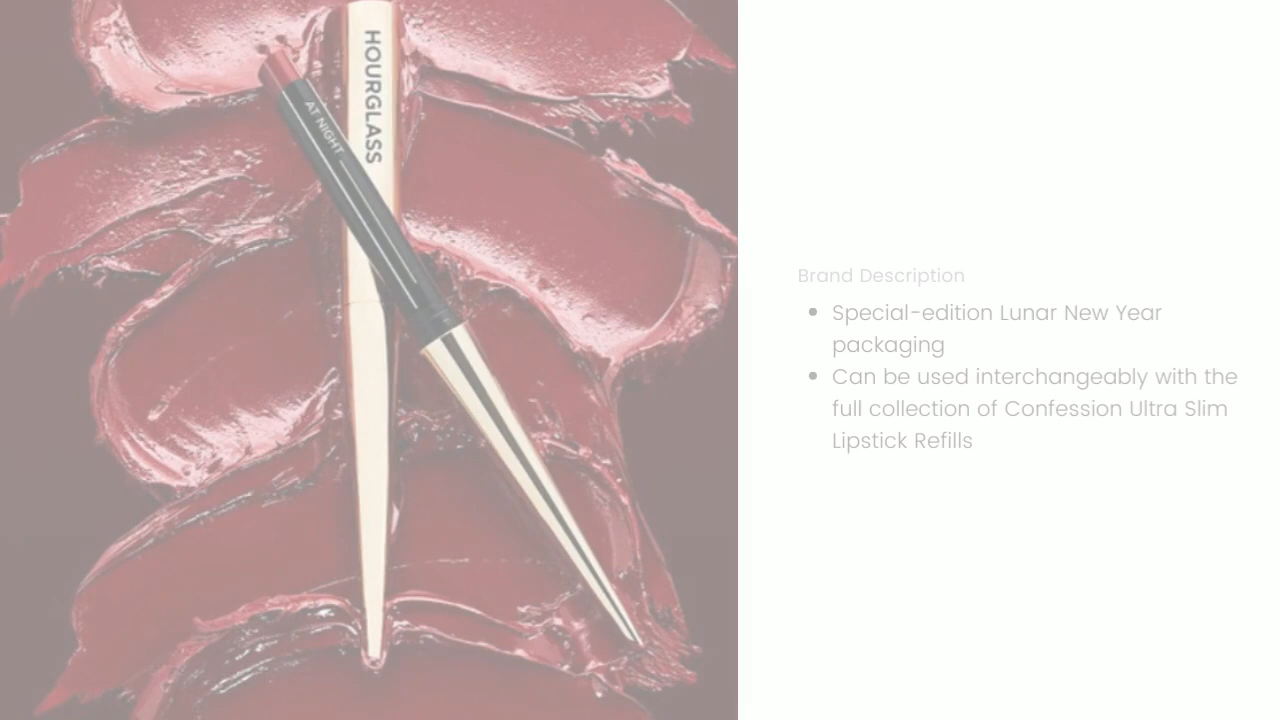 HOURGLASS
AT NIGHT
Brand Description
Special-edition Lunar New Year
packaging
Can be used interchangeably with the
full collection of Confession Ultra Slim
Lipstick Refills